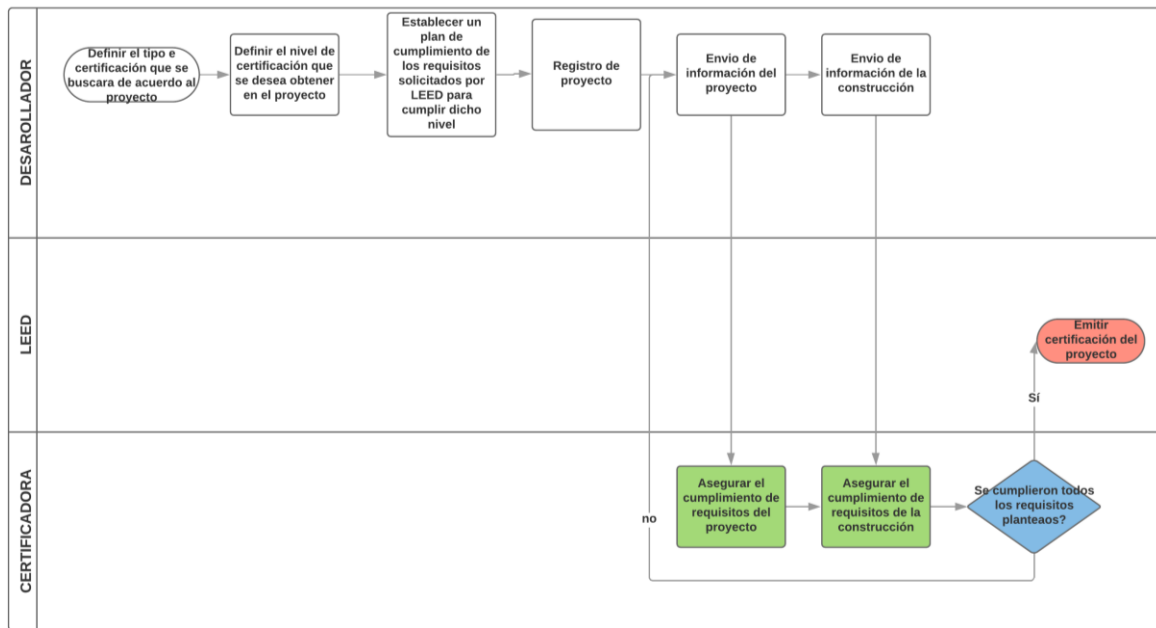 DESAROLLADOR
Definir el tipo e
certificación que se
buscara de acuerdo al
proyecto
Definir el nivel de
certificación que
se desea obtener
en el proyecto
Establecer un
plan de
cumplimiento de
los requisitos
solicitados por
LEED para
cumplir dicho
nivel
Registro de
proyecto
Envio de
información del
proyecto
Envio de
información de la
construcción
LEED
Emitir
certificación del
proyecto
Sí
CERTIFICADORA
no
Asegurar el
cumplimiento de
requisitos del
proyecto
Asegurar el
cumplimiento de
requisitos de la
construcción
Se cumplieron todos
los requisitos
planteaos?